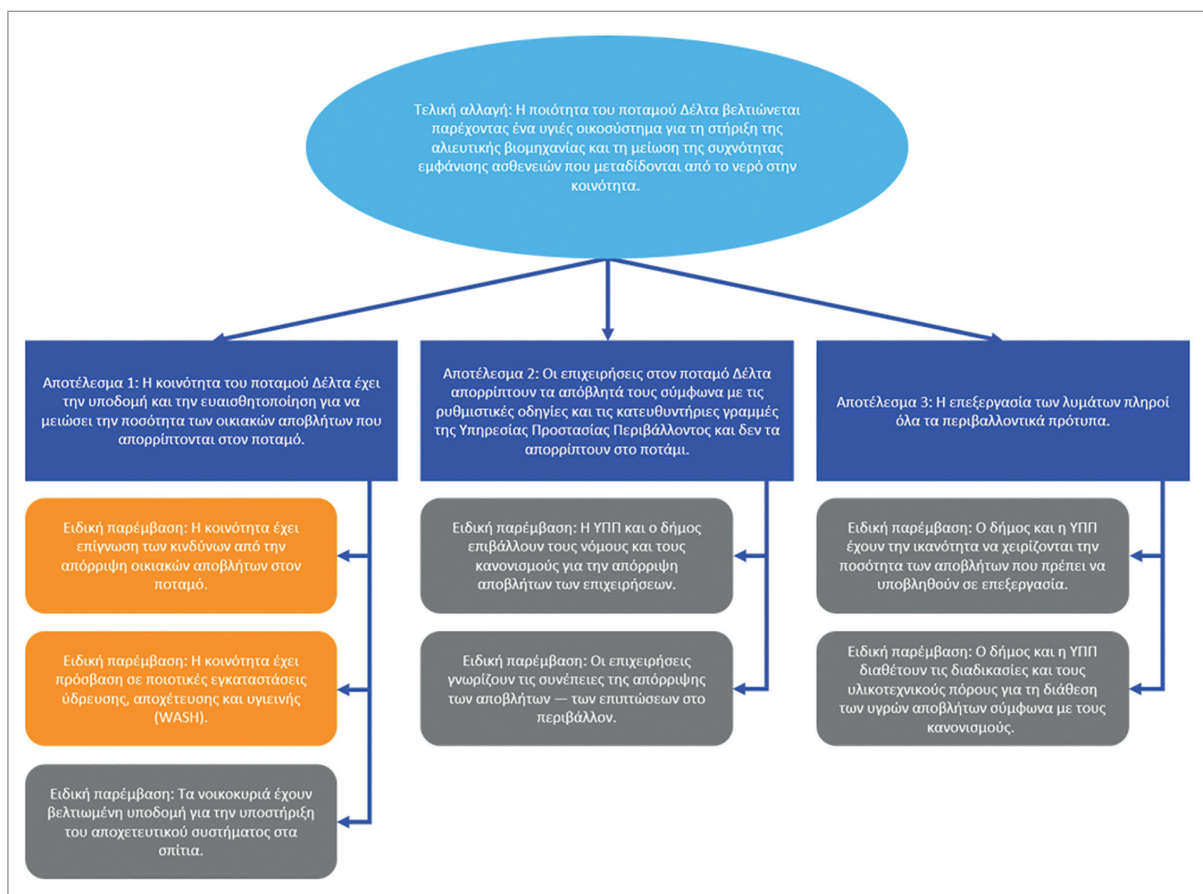 Τελική αλλαγή: Η ποιότητα του ποταμού Δέλτα βελτιώνεται
παρέχοντας ένα υγιές οικοσύστημα για τη στήριξη της
αλιευτικής βιομηχανίας και τη μείωση της συχνότητας
εμφάνισης ασθενειών που μεταδίδονται από το νερό στην
κοινότητα.
Αποτέλεσμα 1: Η κοινότητα του ποταμού Δέλτα έχει
την υποδομή και την ευαισθητοποίηση για να
μειώσει την ποσότητα των οικιακών αποβλήτων που
απορρίπτονται στον ποταμό.
Ειδική παρέμβαση: Η κοινότητα έχει
επίγνωση των κινδύνων από την
απόρριψη οικιακών αποβλήτων στον
ποταμό.
Ειδική παρέμβαση: Η κοινότητα έχει
πρόσβαση σε ποιοτικές εγκαταστάσεις
ύδρευσης, αποχέτευσης και υγιεινής
(WASH).
Ειδική παρέμβαση: Τα νοικοκυριά έχουν
βελτιωμένη υποδομή για την υποστήριξη
του αποχετευτικού συστήματος στα
σπίτια.
Αποτέλεσμα 2: Οι επιχειρήσεις στον ποταμό Δέλτα
απορρίπτουν τα απόβλητά τους σύμφωνα με τις
ρυθμιστικές οδηγίες και τις κατευθυντήριες γραμμές
της Υπηρεσίας Προστασίας Περιβάλλοντος και δεν τα
απορρίπτουν στο ποτάμι.
Ειδική παρέμβαση: Η ΥΠΠ και ο δήμος
επιβάλλουν τους νόμους και τους
κανονισμούς για την απόρριψη
αποβλήτων των επιχειρήσεων.
Ειδική παρέμβαση: Οι επιχειρήσεις
γνωρίζουν τις συνέπειες της απόρριψης
των αποβλήτων — των επιπτώσεων στο
περιβάλλον.
Αποτέλεσμα 3: Η επεξεργασία των λυμάτων πληροί
όλα τα περιβαλλοντικά πρότυπα.
Ειδική παρέμβαση: Ο δήμος και η ΥΠΠ
έχουν την ικανότητα να χειρίζονται την
ποσότητα των αποβλήτων που πρέπει να
υποβληθούν σε επεξεργασία.
Ειδική παρέμβαση: Ο δήμος και η ΥΠΠ
διαθέτουν τις διαδικασίες και τους
υλικοτεχνικούς πόρους για τη διάθεση
των υγρών αποβλήτων σύμφωνα με τους
κανονισμούς.